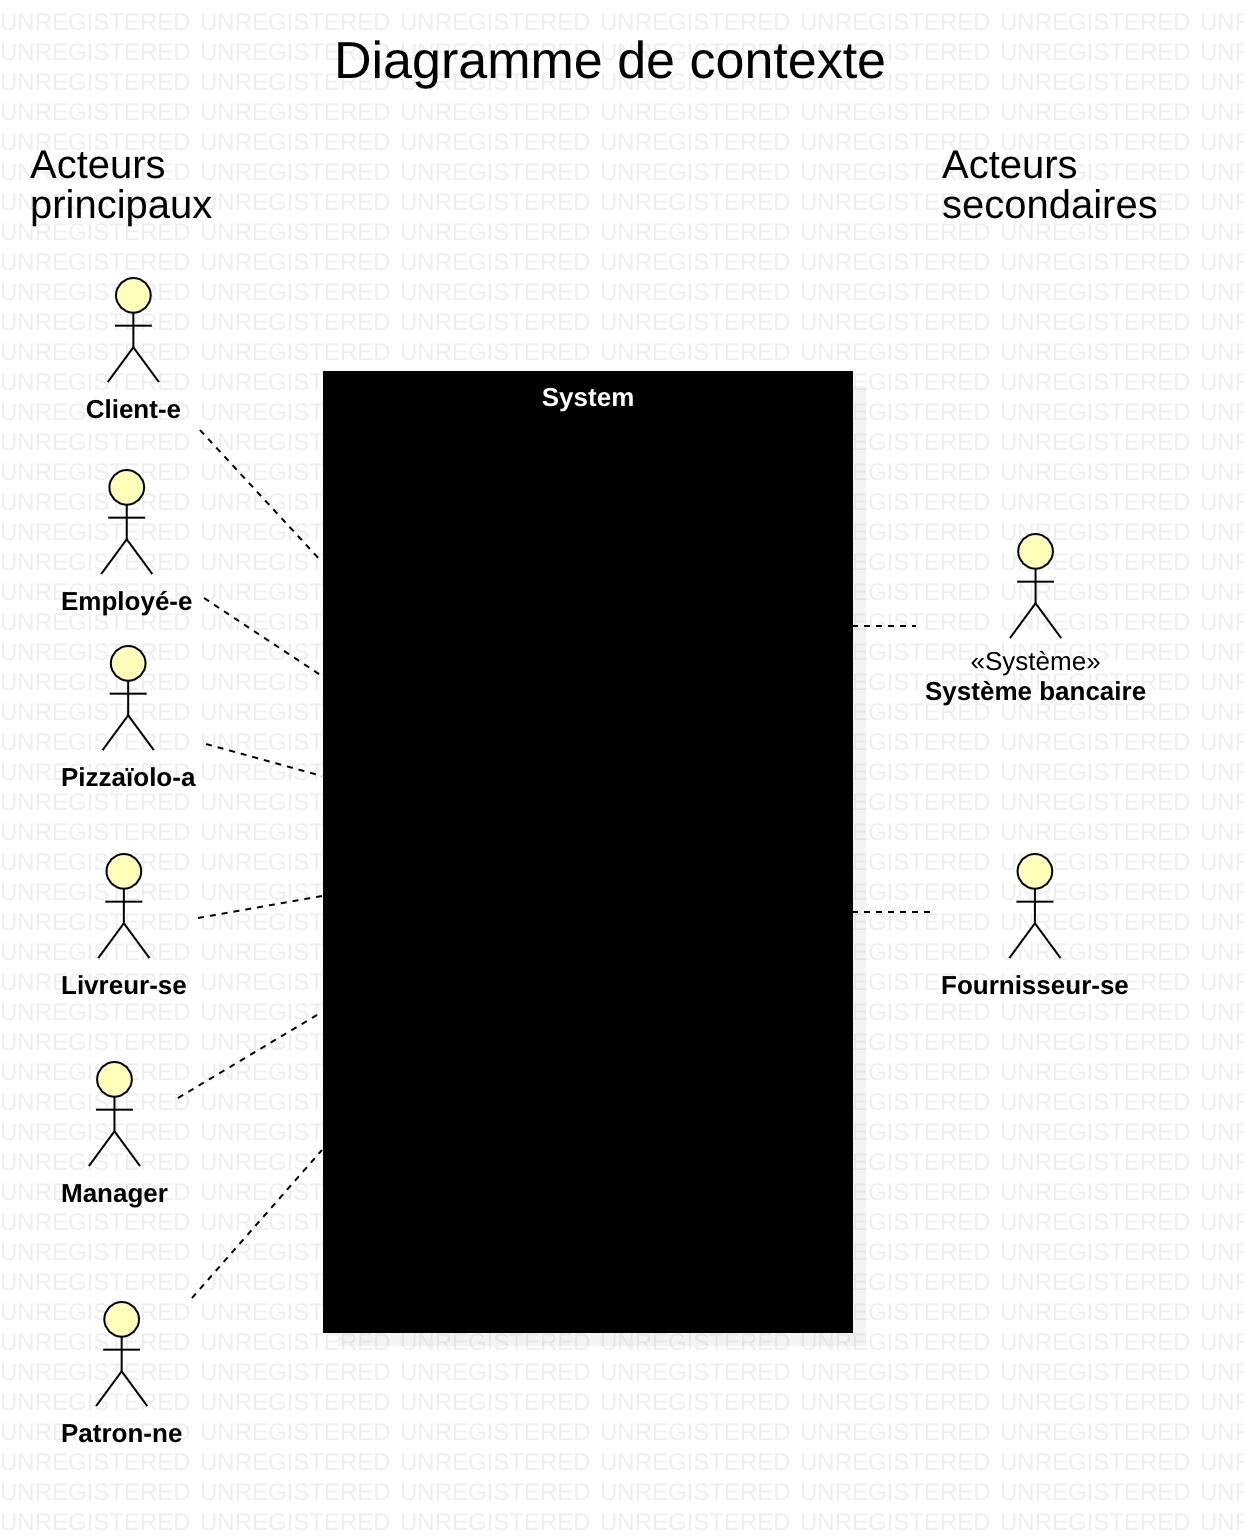 Diagramme de contexte
Acteurs
principaux
Acteurs
secondaires
Client-e
System
Employé-e
«Système»
Système bancaire
Pizzaïolo-a
Livreur-se
Fournisseur-se
Manager
Patron-ne
UNREGISTERED